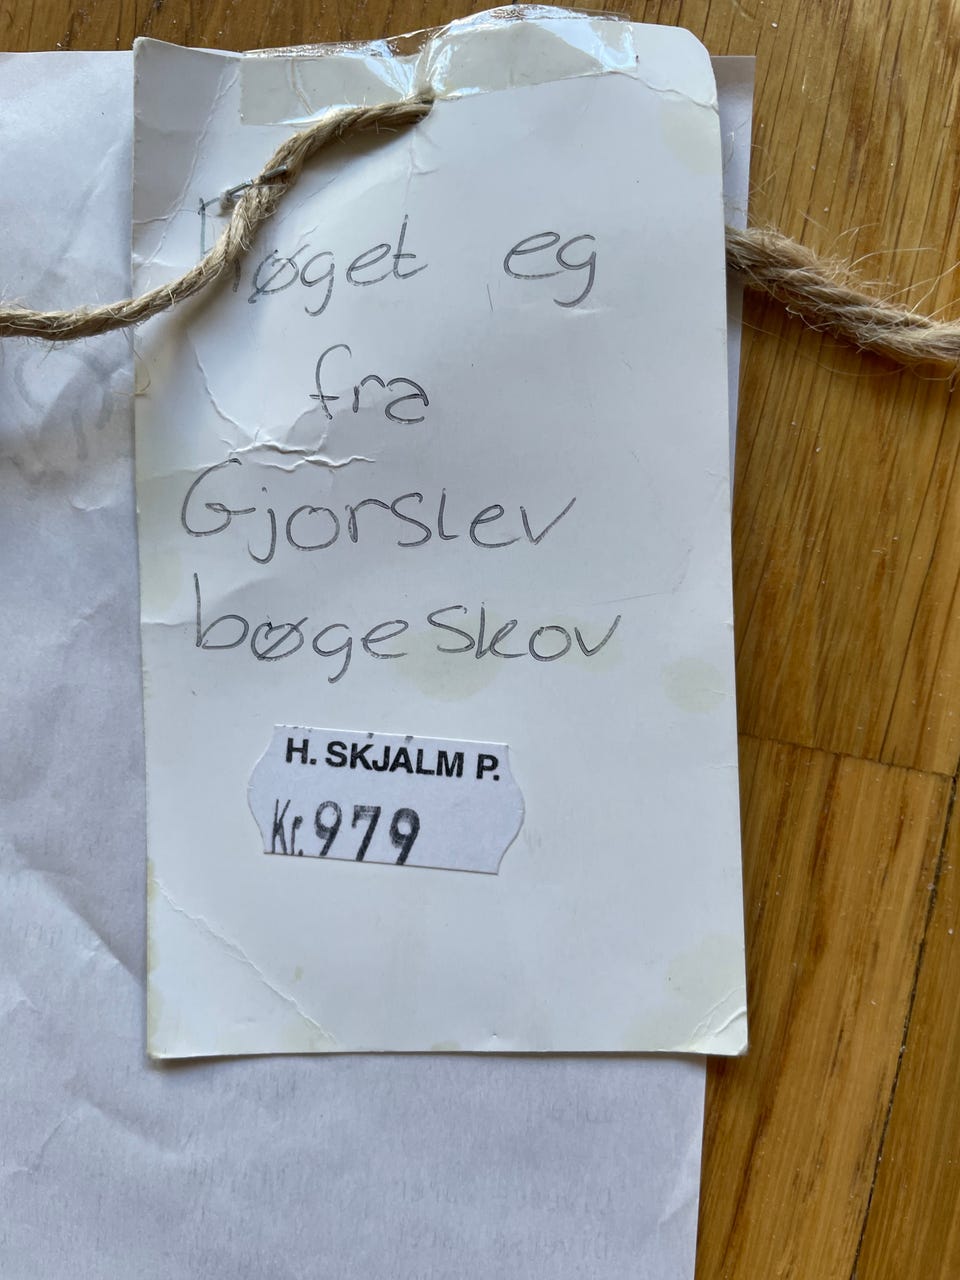 Røget eg
fra
Gjorslev
bøgeskov
H. SKJALM P.
Kr. 979